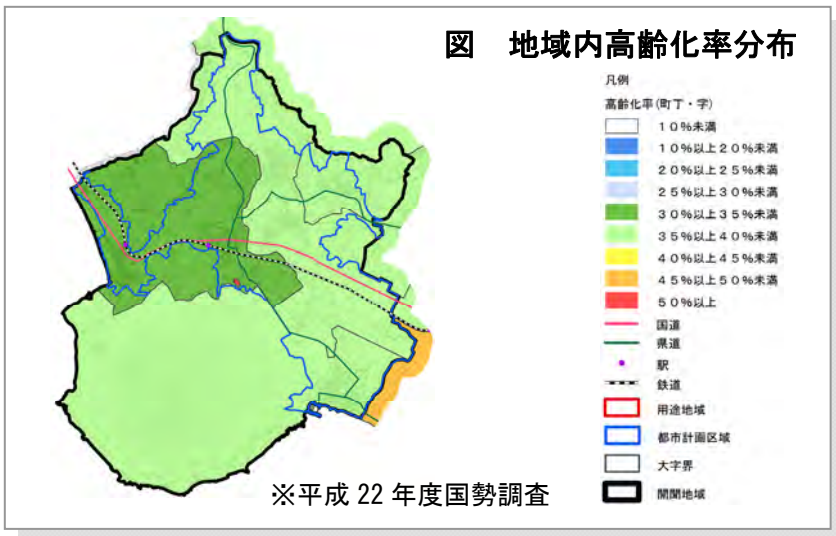 図　地域内高齢化率分布
凡例
高齢化率(町丁・字)
１０％未満
１０％以上２０％未満
２０％以上２５％未満
２５％以上３０％未満
３０％以上３５％未満
３５％以上４０％未満
４０％以上４５％未満
４５％以上５０％未満
５０％以上
国道
県道
駅
鉄道
用途地域
都市計画区域
大字界
開聞地域
※平成 22 年度国勢調査